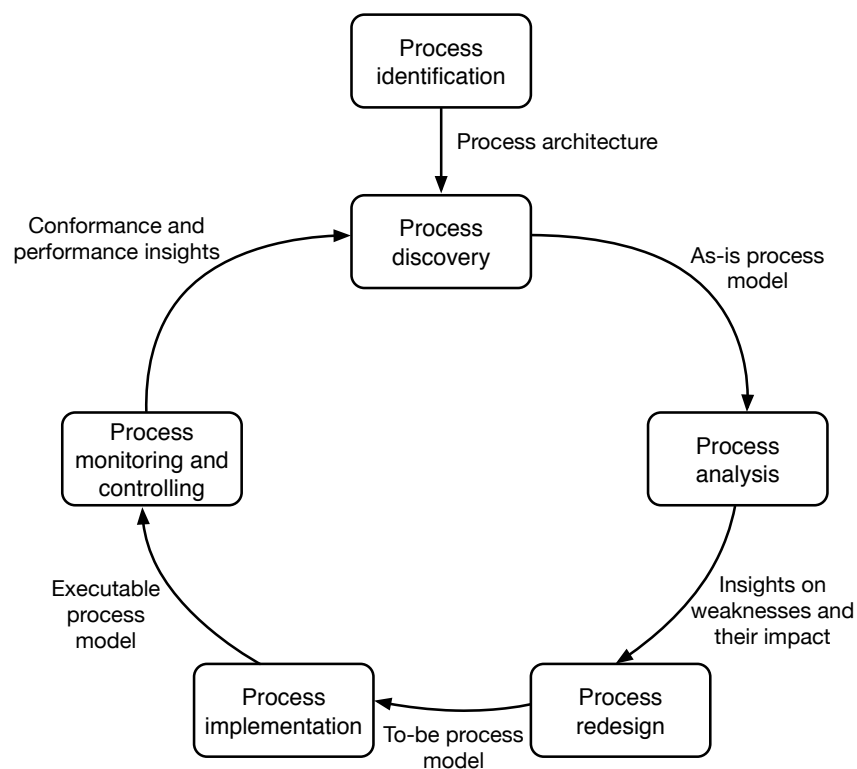 Process
identification
Process architecture
Process
discovery
Conformance and
performance insights
As-is process
model
Process
analysis
Process
monitoring and
controlling
Insights on
weaknesses and
their impact
Executable
process
model
Process
redesign
Process
implementation
To-be process
model